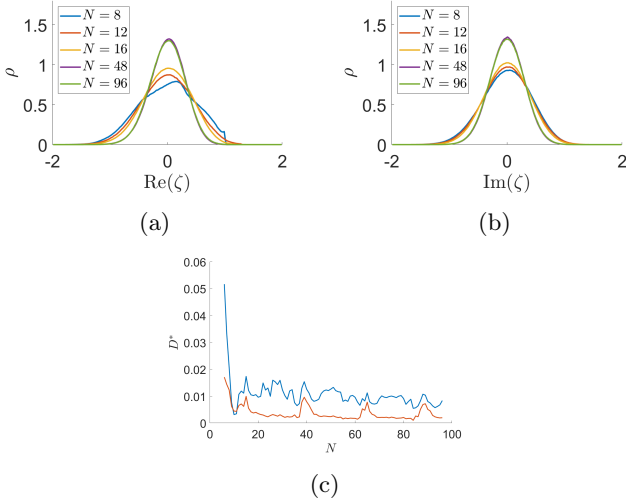 N = 8
N = 12
N = 16
N = 48
N = 96
ρ
1.5
1
0.5
0
-2
0
2
Re(ζ)
(a)
N = 8
N = 12
N = 16
N = 48
N = 96
ρ
1.5
1
0.5
0
-2
0
2
Im(ζ)
(b)
0.06
0.05
0.04
0.03
0.02
0.01
0
D*
0
20
40
60
80
100
N
(c)